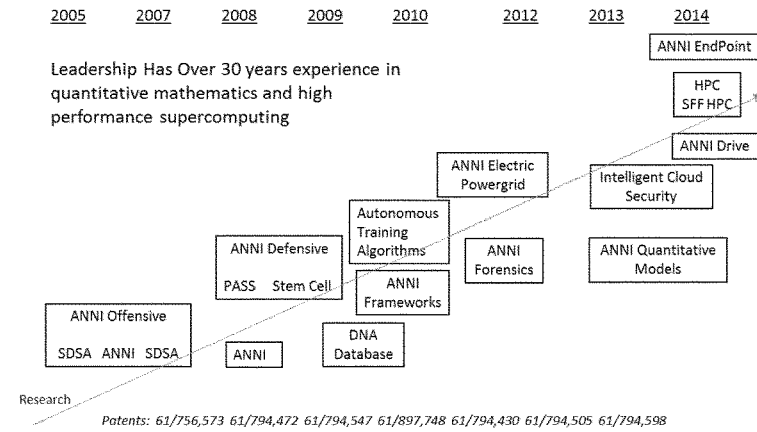 2005 2007 2008 2009 2010 2012 2013 2014
ANNI EndPoint
Leadership Has Over 30 years experience in
quantitative mathematics and high
performance supercomputing
HPC
SFF HPC
ANNI Drive
ANNI Electric
Powergrid
Intelligent Cloud
Security
Autonomous
Training
Algorithms
ANNI Defensive
PASS Stem Cell
ANNI
Forensics
ANNI Quantitative
Models
ANNI
Frameworks
ANNI Offensive
SDSA ANNI SDSA
ANNI
DNA
Database
Research
Patents: 61/756,573 61/794,472 61/794,547 61/897,748 61/794,430 61/794,505 61/794,598